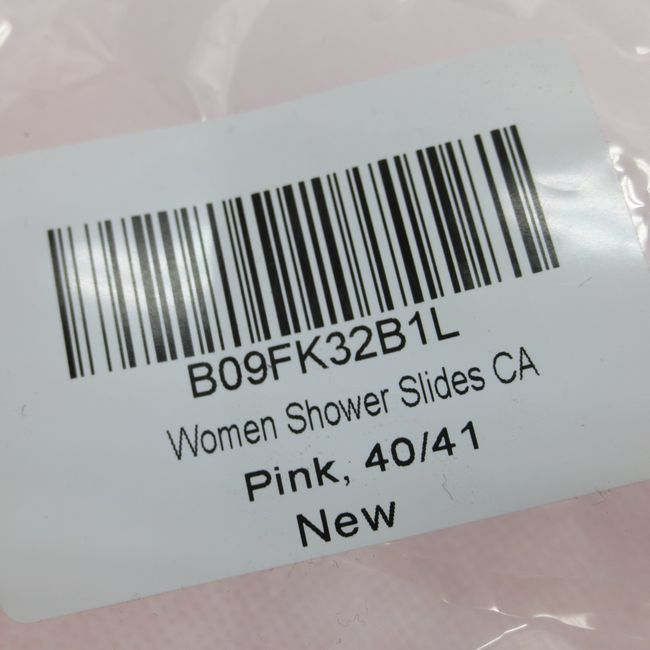 B09FK32B1L
Women Shower Slides CA
Pink, 40/41
New